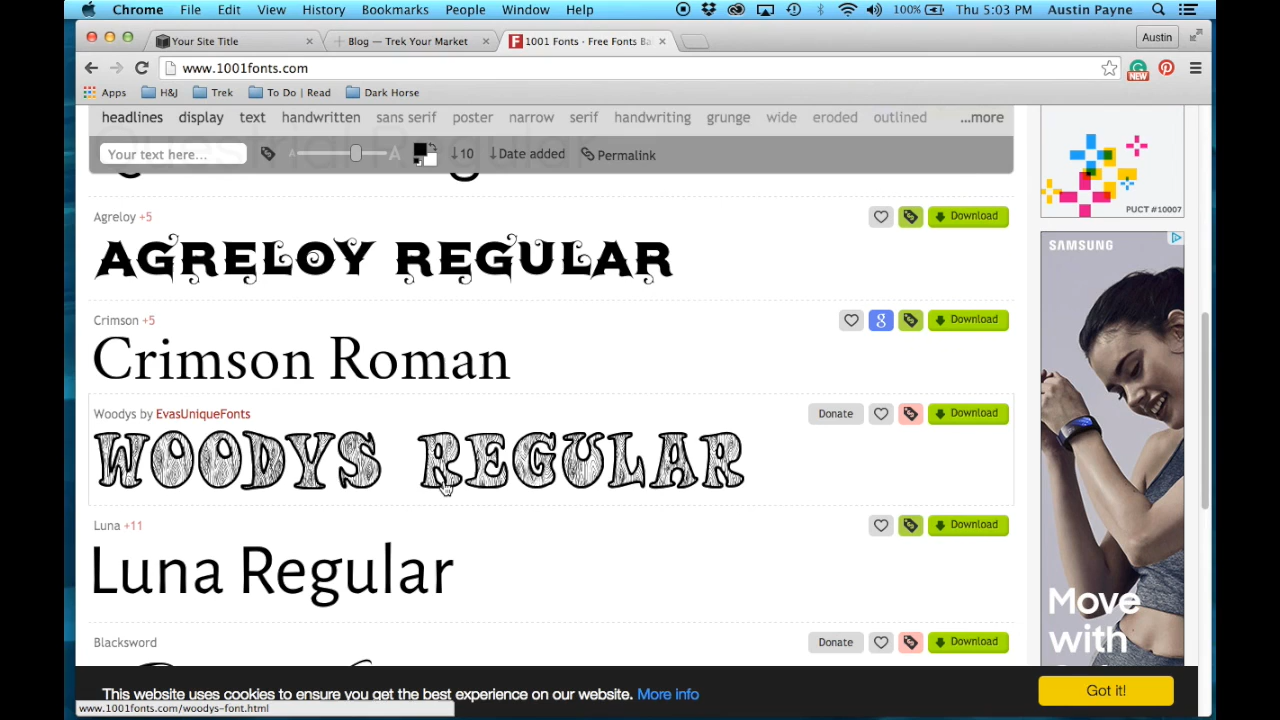 Chrome File Edit View History Bookmarks People Window Help 100% Thu 5:03 PM Austin Payne
Your Site Title Blog — Trek Your Market 1001 Fonts - Free Fonts Ba Austin
www.1001fonts.com NEW
Apps H&J Trek To Do | Read Dark Horse
headlines display text handwritten sans serif poster narrow serif handwriting grunge wide eroded outlined ...more
Your text here... A A ↓10 ↓Date added Permalink
PUCT #10007
Agreloy +5 Download
AGRELOY REGULAR
SAMSUNG
Crimson +5 g Download
Crimson Roman
Woodys by EvasUniqueFonts Donate Download
WOODYS REGULAR
Luna +11 Download
Luna Regular
Move
with
Blacksword Donate Download
This website uses cookies to ensure you get the best experience on our website. More info Got it!
www.1001fonts.com/woodys-font.html